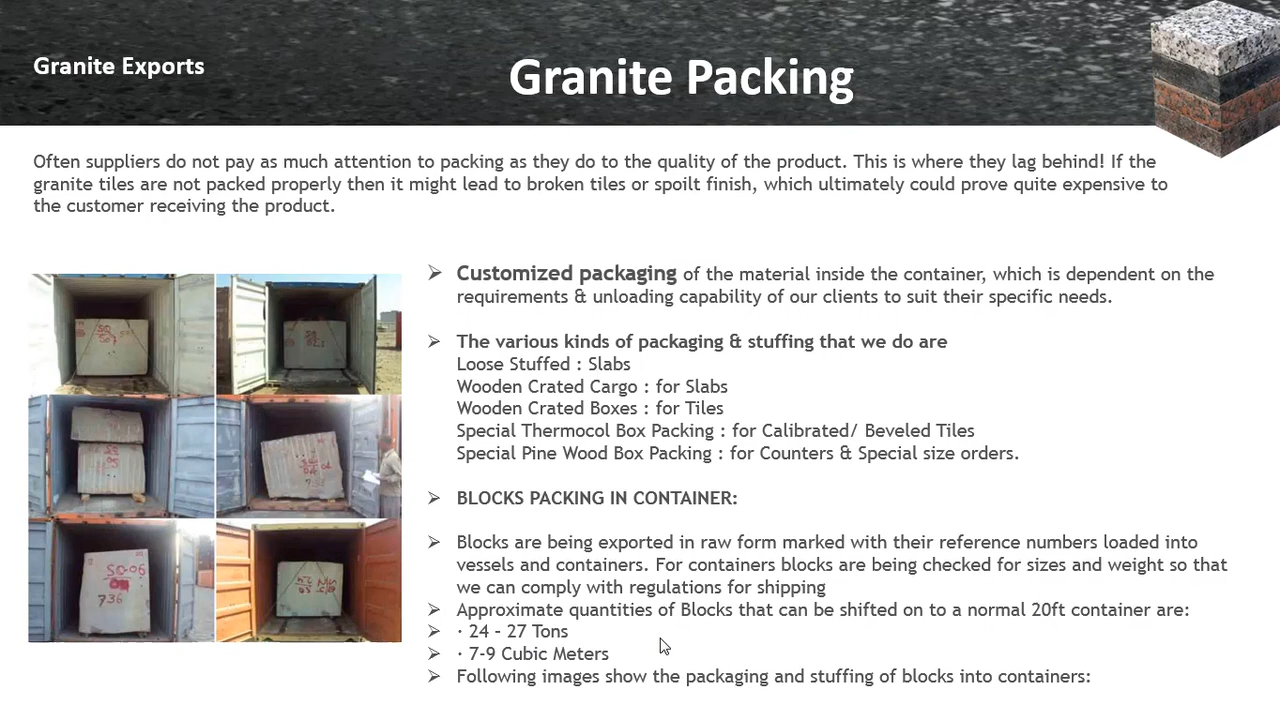 Granite Exports
Granite Packing
Often suppliers do not pay as much attention to packing as they do to the quality of the product. This is where they lag behind! If the
granite tiles are not packed properly then it might lead to broken tiles or spoilt finish, which ultimately could prove quite expensive to
the customer receiving the product.
Customized packaging of the material inside the container, which is dependent on the
requirements & unloading capability of our clients to suit their specific needs.
The various kinds of packaging & stuffing that we do are
Loose Stuffed : Slabs
Wooden Crated Cargo : for Slabs
Wooden Crated Boxes : for Tiles
Special Thermocol Box Packing : for Calibrated/ Beveled Tiles
Special Pine Wood Box Packing : for Counters & Special size orders.
BLOCKS PACKING IN CONTAINER:
Blocks are being exported in raw form marked with their reference numbers loaded into
vessels and containers. For containers blocks are being checked for sizes and weight so that
we can comply with regulations for shipping
Approximate quantities of Blocks that can be shifted on to a normal 20ft container are:
· 24 - 27 Tons
· 7-9 Cubic Meters
Following images show the packaging and stuffing of blocks into containers:
736